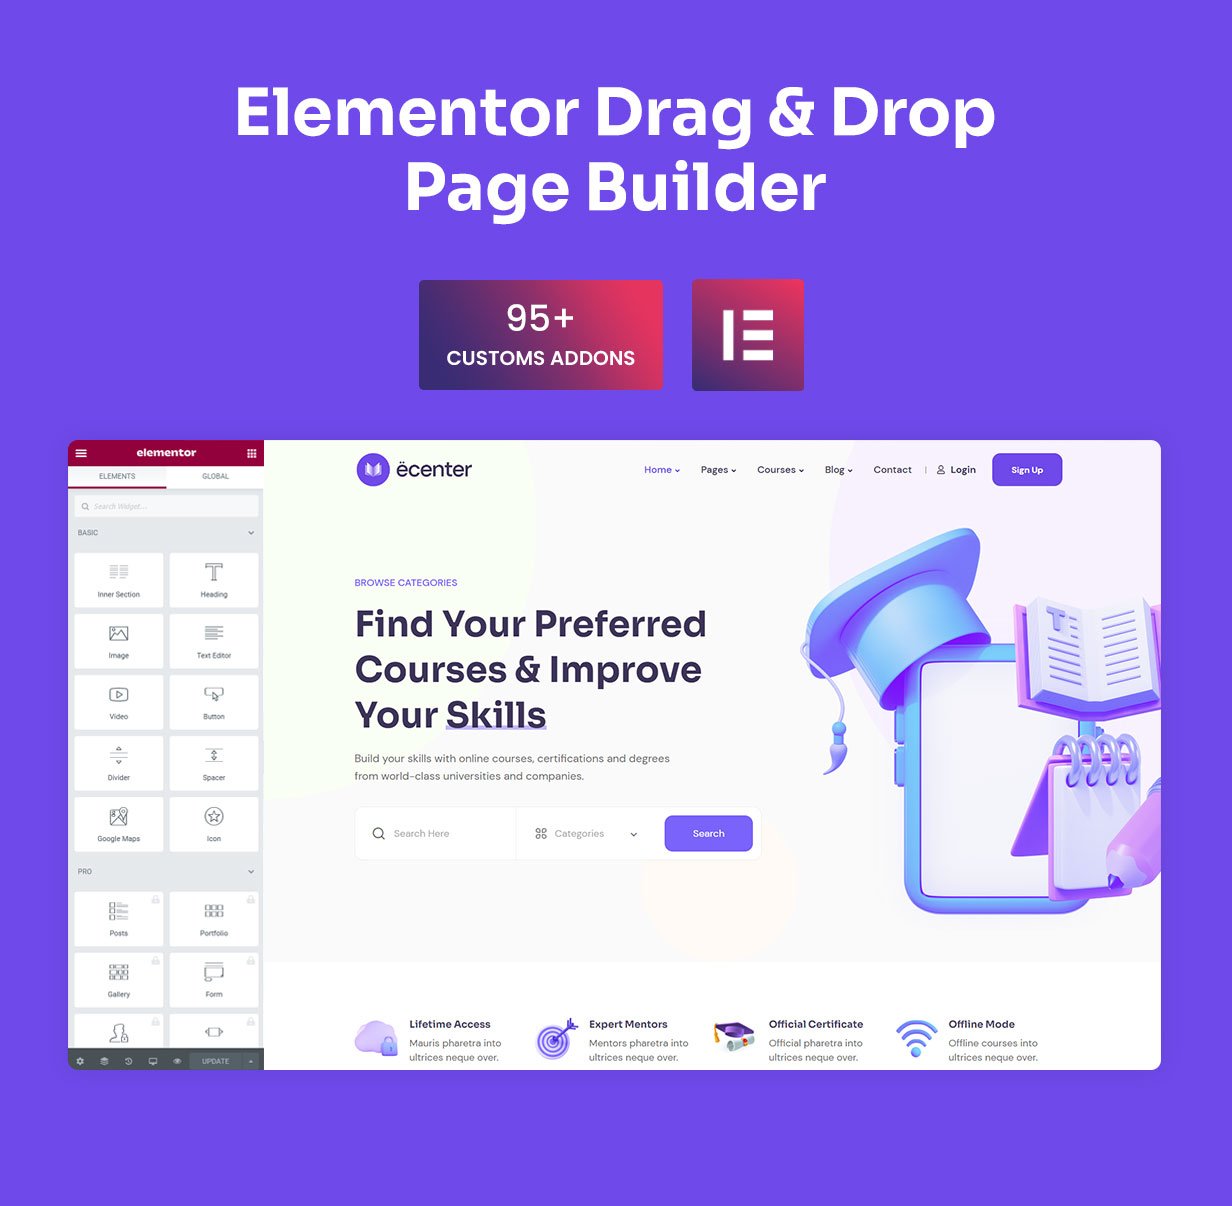 Elementor Drag & Drop
Page Builder
95+
CUSTOMS ADDONS
elementor
ELEMENTS
GLOBAL
Search Widget...
BASIC
Inner Section
Heading
Image
Text Editor
Video
Button
Divider
Spacer
Google Maps
Icon
PRO
Posts
Portfolio
Gallery
Form
UPDATE
ëcenter
Home
Pages
Courses
Blog
Contact
|
Login
Sign Up
BROWSE CATEGORIES
Find Your Preferred
Courses & Improve
Your Skills
Build your skills with online courses, certifications and degrees
from world-class universities and companies.
Search Here
Categories
Search
T
Lifetime Access
Mauris pharetra into
ultrices neque over.
Expert Mentors
Mentors pharetra into
ultrices neque over.
Official Certificate
Official pharetra into
ultrices neque over.
Offline Mode
Offline courses into
ultrices neque over.